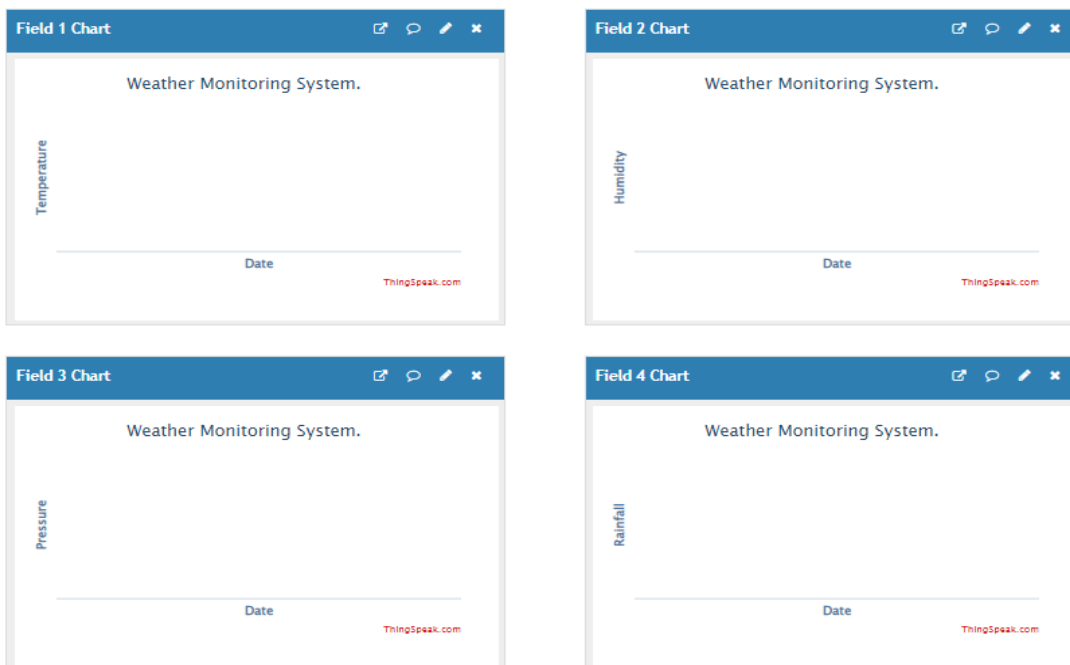 Field 1 Chart
Weather Monitoring System.
Temperature
Date
ThingSpeak.com
Field 2 Chart
Weather Monitoring System.
Humidity
Date
ThingSpeak.com
Field 3 Chart
Weather Monitoring System.
Pressure
Date
ThingSpeak.com
Field 4 Chart
Weather Monitoring System.
Rainfall
Date
ThingSpeak.com